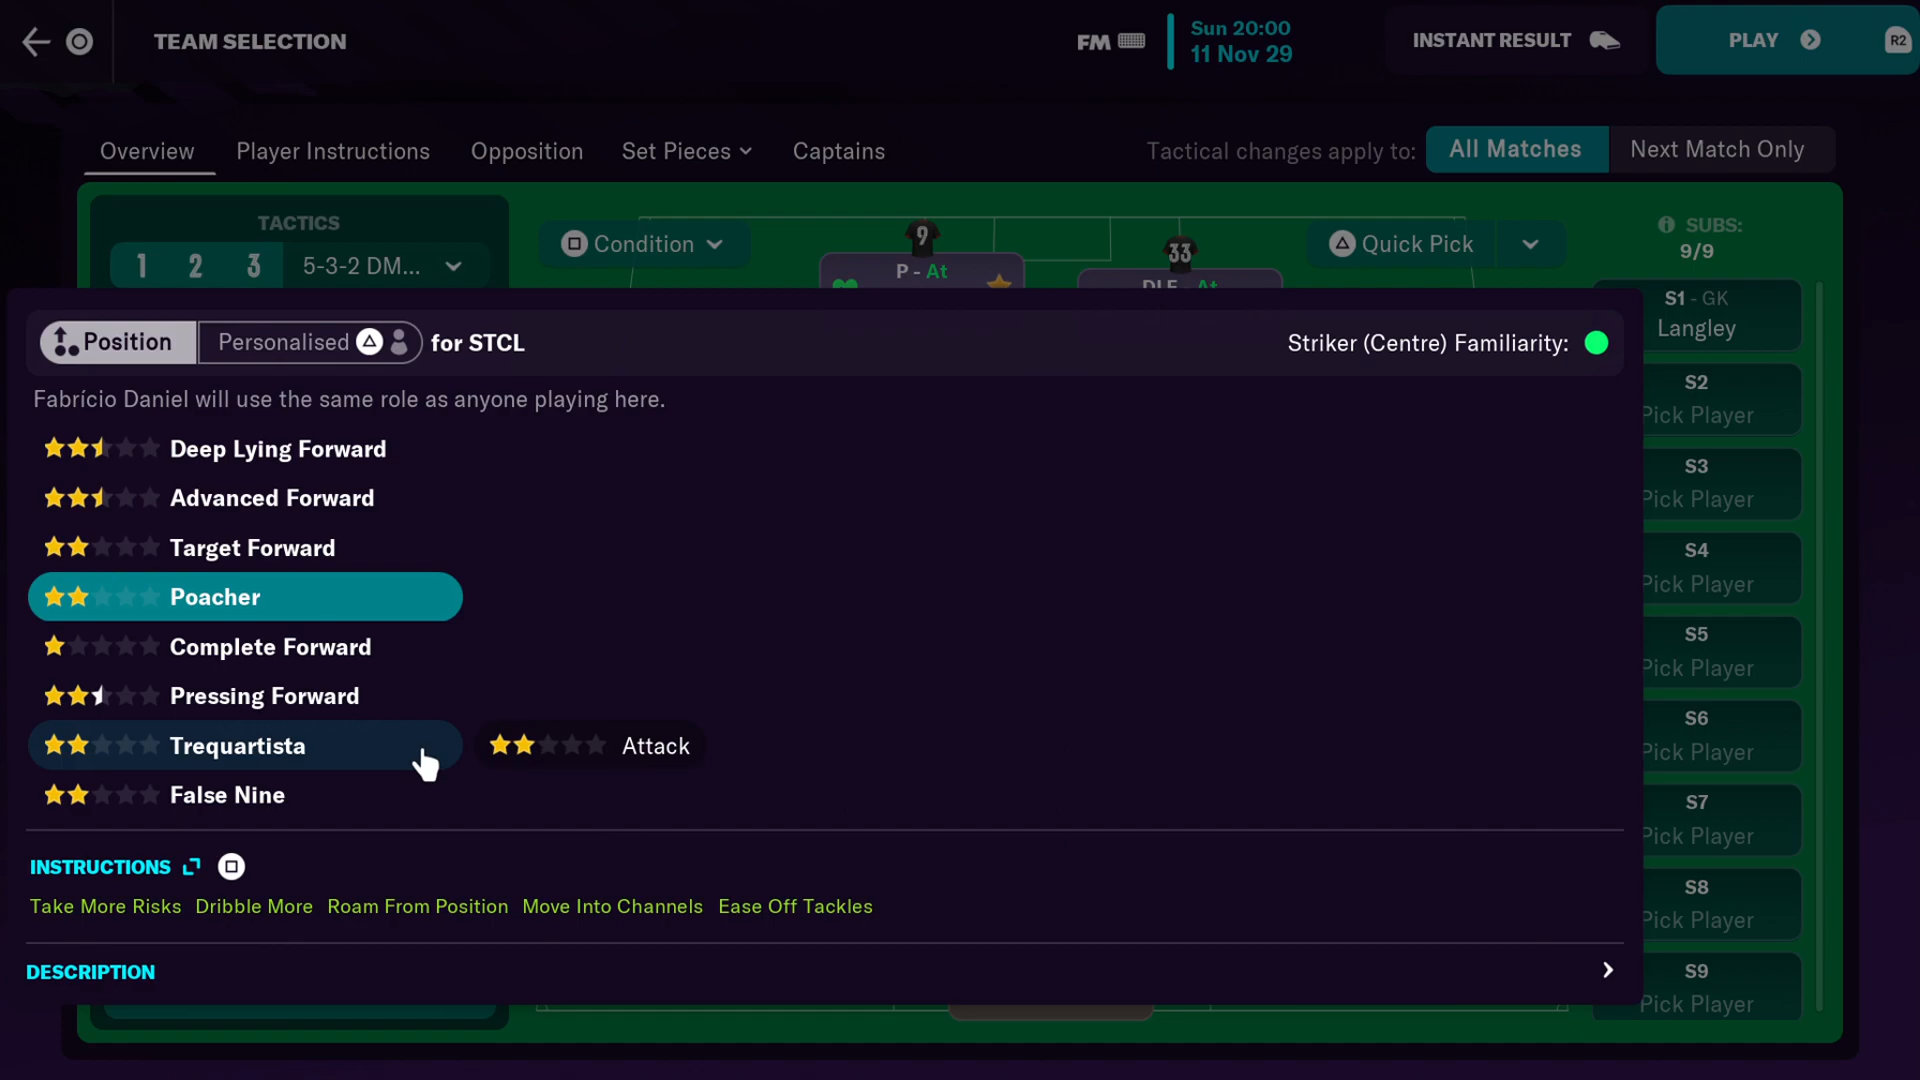 TEAM SELECTION
FM
Sun 20:00
11 Nov 29
INSTANT RESULT
PLAY
R2
Overview
Player Instructions
Opposition
Set Pieces
Captains
Tactical changes apply to:
All Matches
Next Match Only
TACTICS
1 2 3
5-3-2 DM...
Condition
9
P - At
33
DLF - At
Quick Pick
SUBS:
9/9
Position
Personalised
for STCL
Striker (Centre) Familiarity:
Fabrício Daniel will use the same role as anyone playing here.
Deep Lying Forward
Advanced Forward
Target Forward
Poacher
Complete Forward
Pressing Forward
Trequartista
Attack
False Nine
INSTRUCTIONS
Take More Risks Dribble More Roam From Position Move Into Channels Ease Off Tackles
DESCRIPTION
S1 - GK
Langley
S2
Pick Player
S3
Pick Player
S4
Pick Player
S5
Pick Player
S6
Pick Player
S7
Pick Player
S8
Pick Player
S9
Pick Player